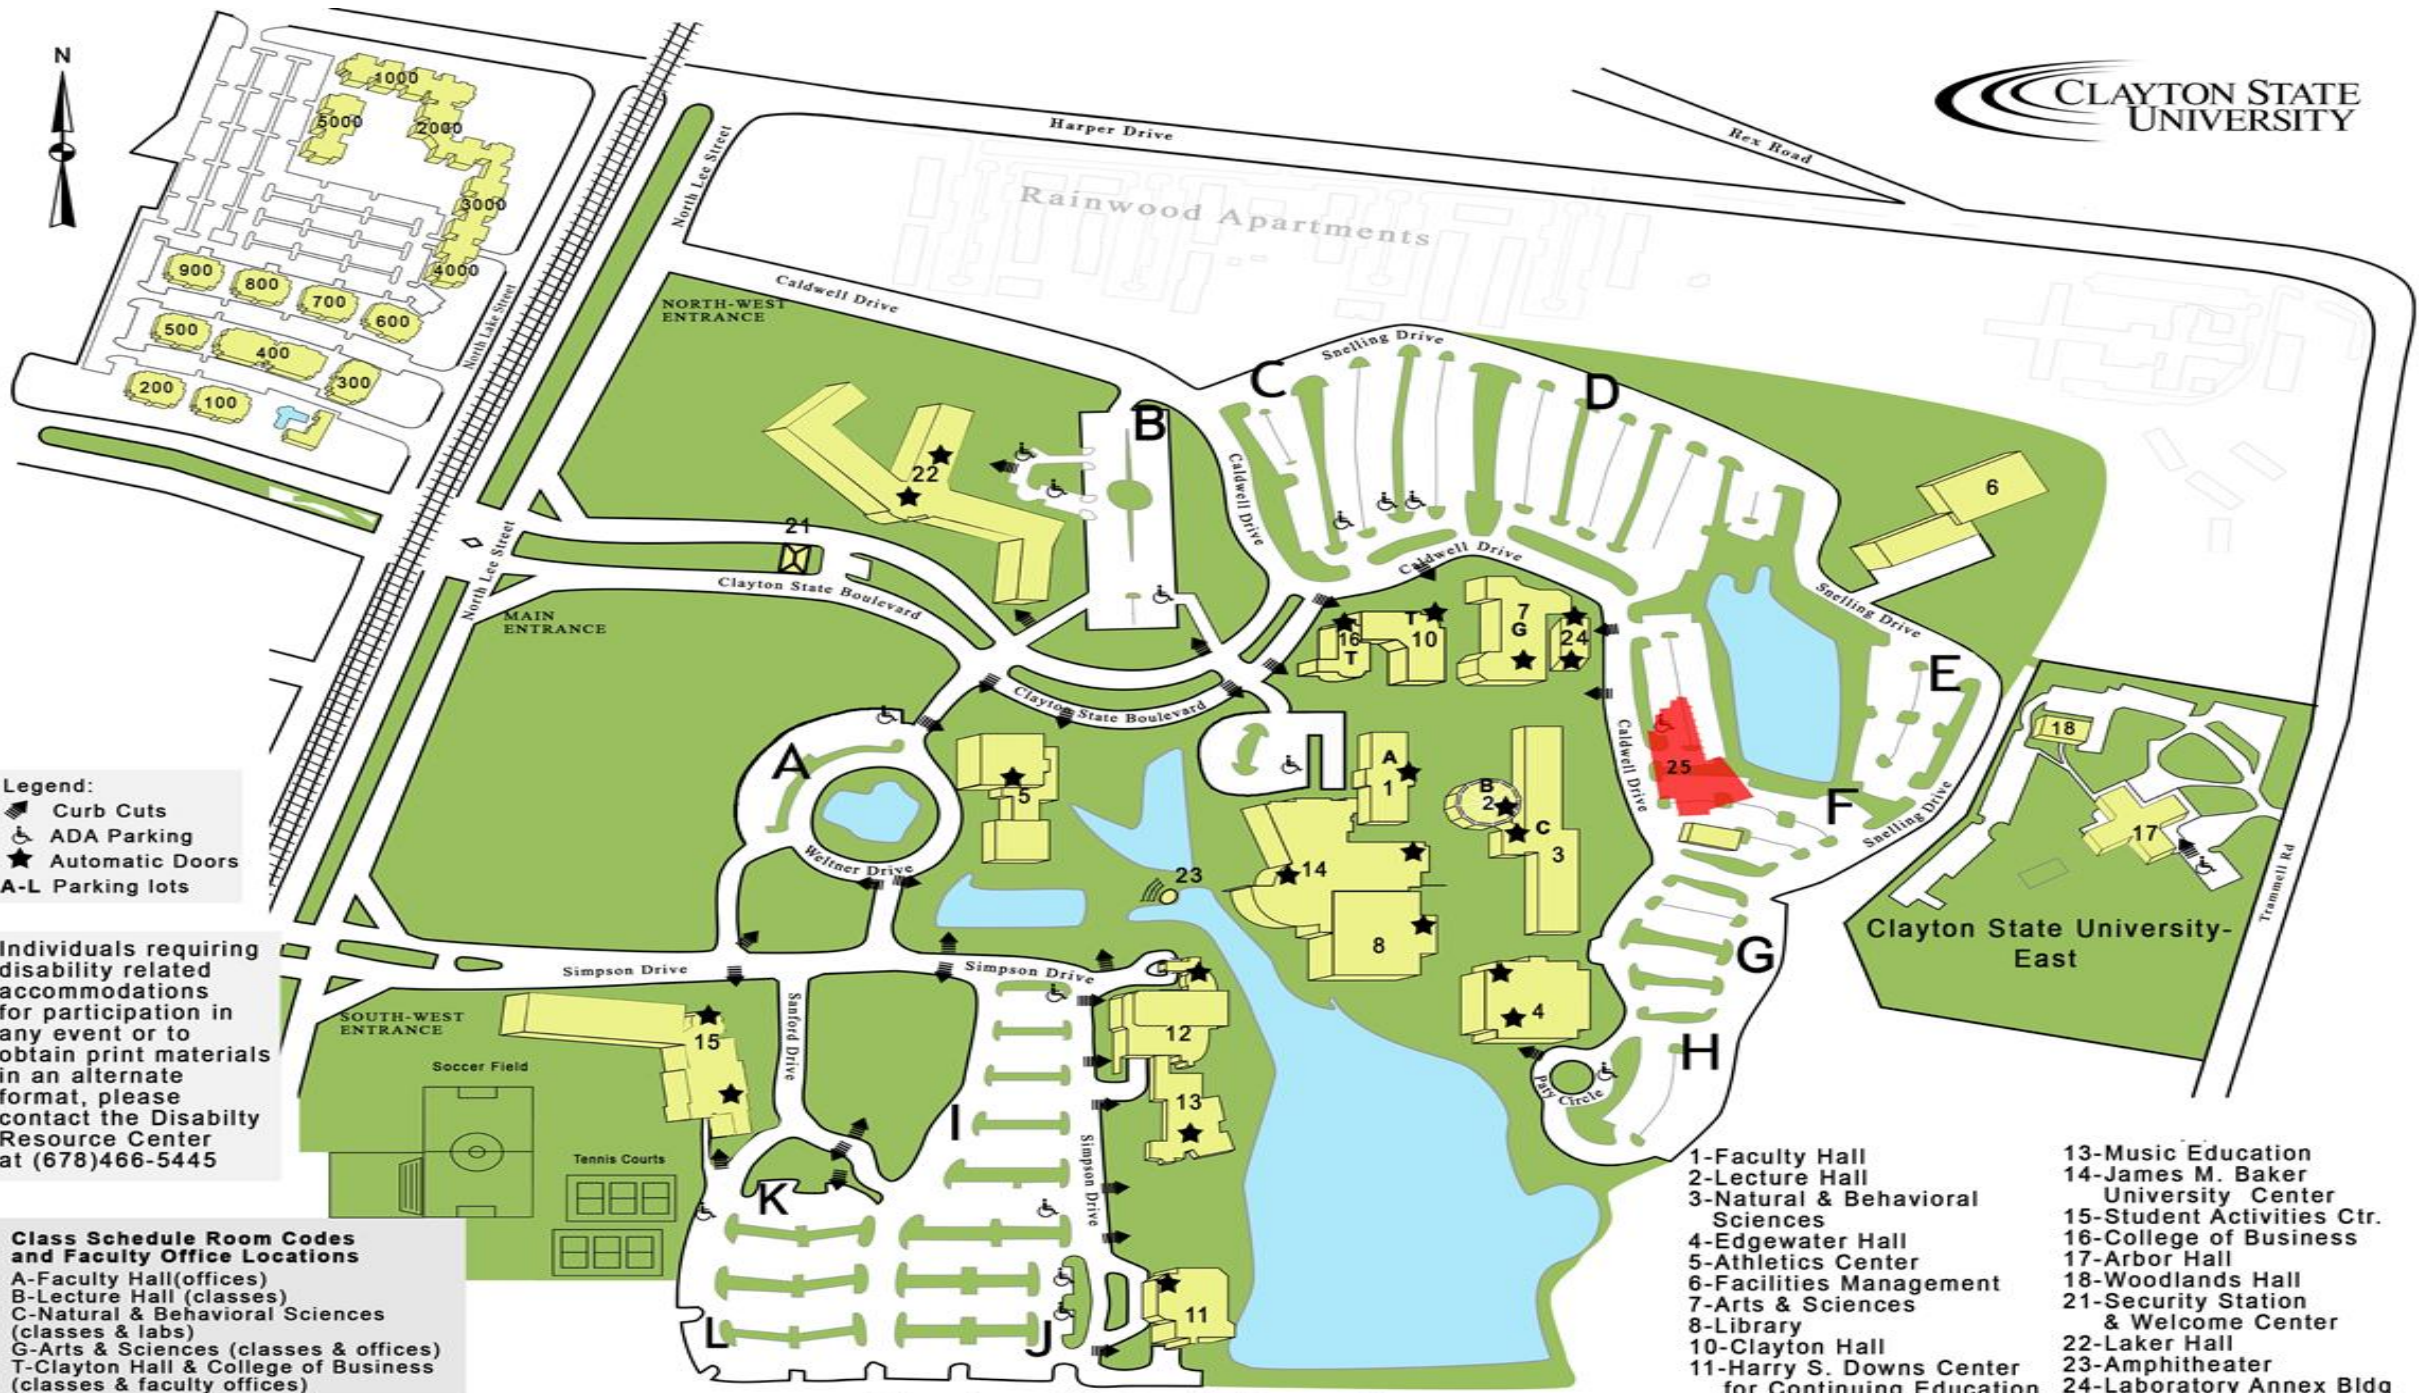 N
CLAYTON STATE
UNIVERSITY
Harper Drive
Rex Road
North Lee Street
Rainwood Apartments
1000
5000
2000
3000
4000
900
800
700
600
500
400
300
200
100
North Lake Street
NORTH-WEST
ENTRANCE
Caldwell Drive
Snelling Drive
C
D
B
22
Caldwell Drive
6
21
Clayton State Boulevard
North Lee Street
MAIN
ENTRANCE
Caldwell Drive
Snelling Drive
16
T
T
10
7
G
24
E
Clayton State Boulevard
A
5
A
1
B
2
C
3
Caldwell Drive
25
F
Snelling Drive
18
17
Trammell Rd
Weltner Drive
14
23
8
G
Clayton State University-
East
Simpson Drive
Simpson Drive
SOUTH-WEST
ENTRANCE
15
Sanford Drive
12
4
H
Paty Circle
Soccer Field
I
13
Tennis Courts
Simpson Drive
K
L
J
11
Legend:
Curb Cuts
ADA Parking
Automatic Doors
A-L Parking lots
Individuals requiring
disability related
accommodations
for participation in
any event or to
obtain print materials
in an alternate
format, please
contact the Disabilty
Resource Center
at (678)466-5445
Class Schedule Room Codes
and Faculty Office Locations
A-Faculty Hall(offices)
B-Lecture Hall (classes)
C-Natural & Behavioral Sciences
(classes & labs)
G-Arts & Sciences (classes & offices)
T-Clayton Hall & College of Business
(classes & faculty offices)
1-Faculty Hall
2-Lecture Hall
3-Natural & Behavioral
Sciences
4-Edgewater Hall
5-Athletics Center
6-Facilities Management
7-Arts & Sciences
8-Library
10-Clayton Hall
11-Harry S. Downs Center
for Continuing Education
13-Music Education
14-James M. Baker
University Center
15-Student Activities Ctr.
16-College of Business
17-Arbor Hall
18-Woodlands Hall
21-Security Station
& Welcome Center
22-Laker Hall
23-Amphitheater
24-Laboratory Annex Bldg